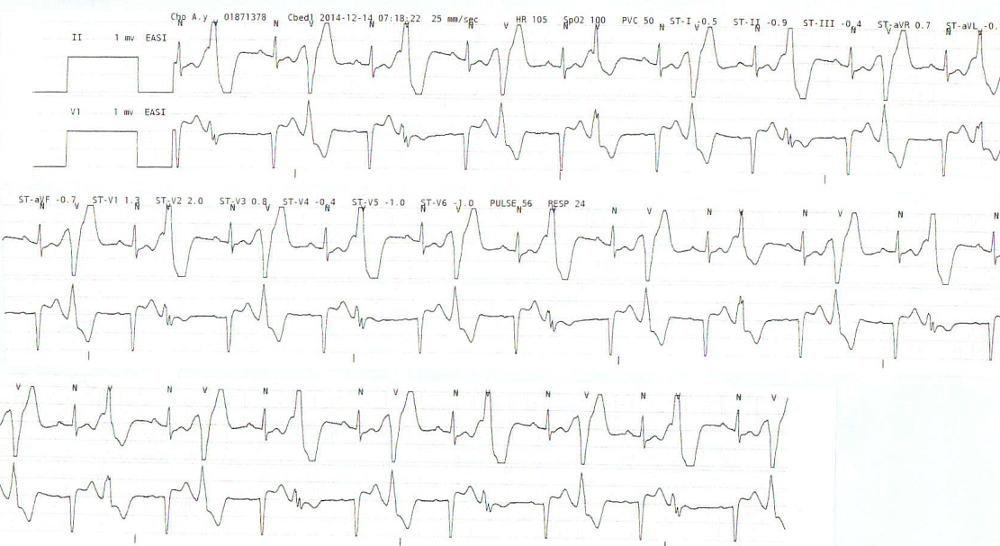 Cho A.y 01871378 Cbed1 2014-12-14 07:18:22 25 mm/sec HR 105 SpO2 100 PVC 50 ST-I -0.5 ST-II -0.9 ST-III -0.4 ST-aVR 0.7 ST-aVL -0.
N V N V N V N V N V N V N N V N V
II 1 mv EASI
V1 1 mv EASI
ST-aVF -0.7 ST-V1 1.3 ST-V2 2.0 ST-V3 0.8 ST-V4 -0.4 ST-V5 -1.0 ST-V6 -1.0 PULSE 56 RESP 24
N V N V N V N V N V N V N V N V N V N N
V N V N V N N V N V N V N V N V